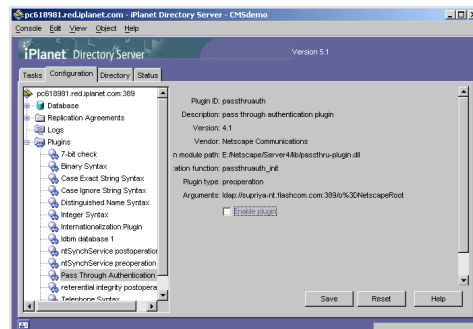 pc618981.red.iplanet.com - iPlanet Directory Server - CMSdemo
Console Edit View Object Help
iPlanet Directory Server
Version 5.1
Tasks Configuration Directory Status
pc618981.red.iplanet.com:389
Database
Replication Agreements
Logs
Plugins
7-bit check
Binary Syntax
Case Exact String Syntax
Case Ignore String Syntax
Distinguished Name Syntax
Integer Syntax
Internationalization Plugin
ldbm database 1
ntSynchService postoperation
ntSynchService preoperation
Pass Through Authentication
referential integrity postopera
Telephone Syntax
Plugin ID: passthruauth
Description: pass through authentication plugin
Version: 4.1
Vendor: Netscape Communications
n module path: E:/Netscape/Server4/lib/passthru-plugin.dll
zation function: passthruauth_init
Plugin type: preoperation
Arguments: ldap://supriya-nt.flashcom.com:389/o%3DNetscapeRoot
Enable plugin
Save Reset Help